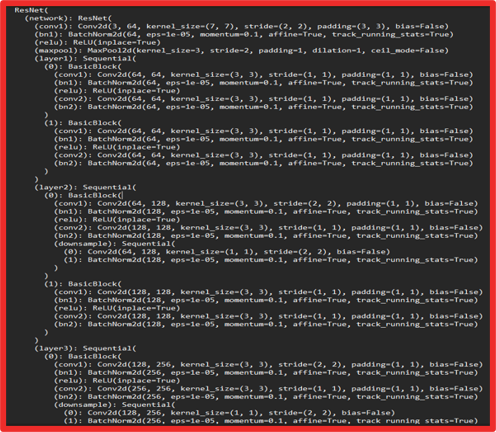 ResNet(
(network): ResNet(
(conv1): Conv2d(3, 64, kernel_size=(7, 7), stride=(2, 2), padding=(3, 3), bias=False)
(bn1): BatchNorm2d(64, eps=1e-05, momentum=0.1, affine=True, track_running_stats=True)
(relu): ReLU(inplace=True)
(maxpool): MaxPool2d(kernel_size=3, stride=2, padding=1, dilation=1, ceil_mode=False)
(layer1): Sequential(
(0): BasicBlock(
(conv1): Conv2d(64, 64, kernel_size=(3, 3), stride=(1, 1), padding=(1, 1), bias=False)
(bn1): BatchNorm2d(64, eps=1e-05, momentum=0.1, affine=True, track_running_stats=True)
(relu): ReLU(inplace=True)
(conv2): Conv2d(64, 64, kernel_size=(3, 3), stride=(1, 1), padding=(1, 1), bias=False)
(bn2): BatchNorm2d(64, eps=1e-05, momentum=0.1, affine=True, track_running_stats=True)
)
(1): BasicBlock(
(conv1): Conv2d(64, 64, kernel_size=(3, 3), stride=(1, 1), padding=(1, 1), bias=False)
(bn1): BatchNorm2d(64, eps=1e-05, momentum=0.1, affine=True, track_running_stats=True)
(relu): ReLU(inplace=True)
(conv2): Conv2d(64, 64, kernel_size=(3, 3), stride=(1, 1), padding=(1, 1), bias=False)
(bn2): BatchNorm2d(64, eps=1e-05, momentum=0.1, affine=True, track_running_stats=True)
)
)
(layer2): Sequential(
(0): BasicBlock(
(conv1): Conv2d(64, 128, kernel_size=(3, 3), stride=(2, 2), padding=(1, 1), bias=False)
(bn1): BatchNorm2d(128, eps=1e-05, momentum=0.1, affine=True, track_running_stats=True)
(relu): ReLU(inplace=True)
(conv2): Conv2d(128, 128, kernel_size=(3, 3), stride=(1, 1), padding=(1, 1), bias=False)
(bn2): BatchNorm2d(128, eps=1e-05, momentum=0.1, affine=True, track_running_stats=True)
(downsample): Sequential(
(0): Conv2d(64, 128, kernel_size=(1, 1), stride=(2, 2), bias=False)
(1): BatchNorm2d(128, eps=1e-05, momentum=0.1, affine=True, track_running_stats=True)
)
)
(1): BasicBlock(
(conv1): Conv2d(128, 128, kernel_size=(3, 3), stride=(1, 1), padding=(1, 1), bias=False)
(bn1): BatchNorm2d(128, eps=1e-05, momentum=0.1, affine=True, track_running_stats=True)
(relu): ReLU(inplace=True)
(conv2): Conv2d(128, 128, kernel_size=(3, 3), stride=(1, 1), padding=(1, 1), bias=False)
(bn2): BatchNorm2d(128, eps=1e-05, momentum=0.1, affine=True, track_running_stats=True)
)
)
(layer3): Sequential(
(0): BasicBlock(
(conv1): Conv2d(128, 256, kernel_size=(3, 3), stride=(2, 2), padding=(1, 1), bias=False)
(bn1): BatchNorm2d(256, eps=1e-05, momentum=0.1, affine=True, track_running_stats=True)
(relu): ReLU(inplace=True)
(conv2): Conv2d(256, 256, kernel_size=(3, 3), stride=(1, 1), padding=(1, 1), bias=False)
(bn2): BatchNorm2d(256, eps=1e-05, momentum=0.1, affine=True, track_running_stats=True)
(downsample): Sequential(
(0): Conv2d(128, 256, kernel_size=(1, 1), stride=(2, 2), bias=False)
(1): BatchNorm2d(256, eps=1e-05, momentum=0.1, affine=True, track_running_stats=True)